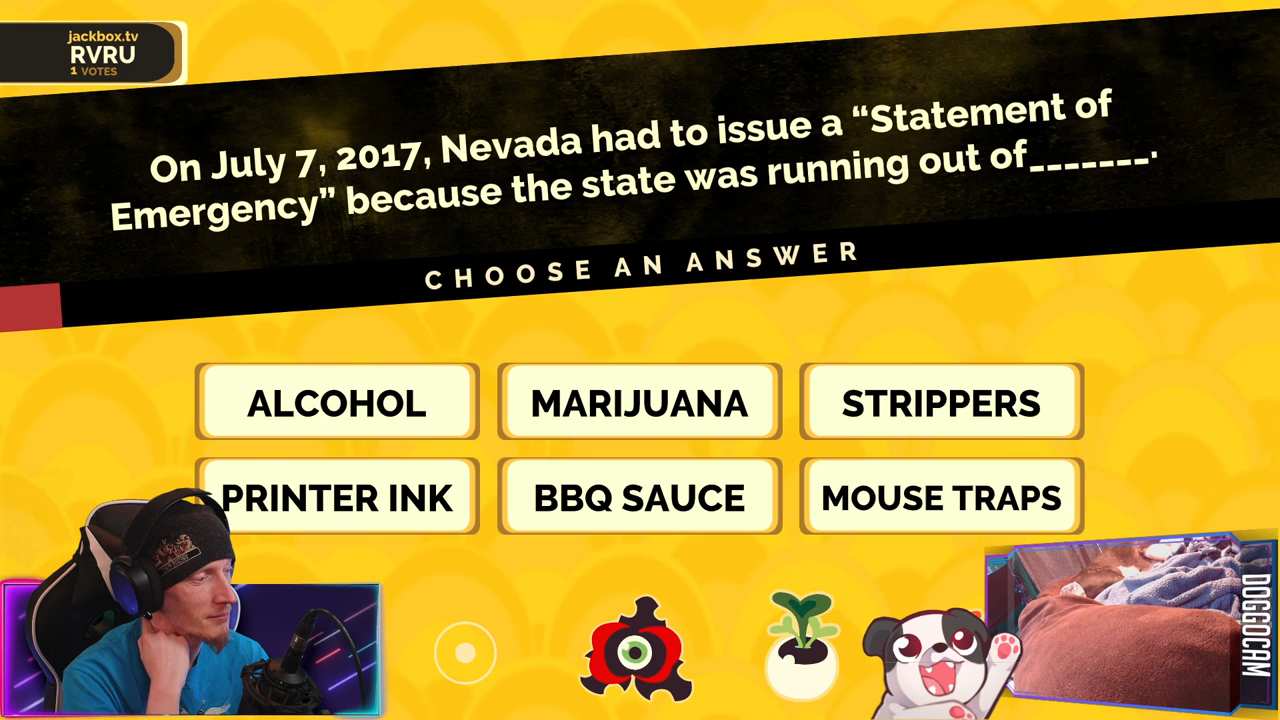 jackbox.tv
RVRU
1 VOTES
On July 7, 2017, Nevada had to issue a “Statement of
Emergency” because the state was running out of_______.
CHOOSE AN ANSWER
ALCOHOL
MARIJUANA
STRIPPERS
PRINTER INK
BBQ SAUCE
MOUSE TRAPS
DOGGOCAM